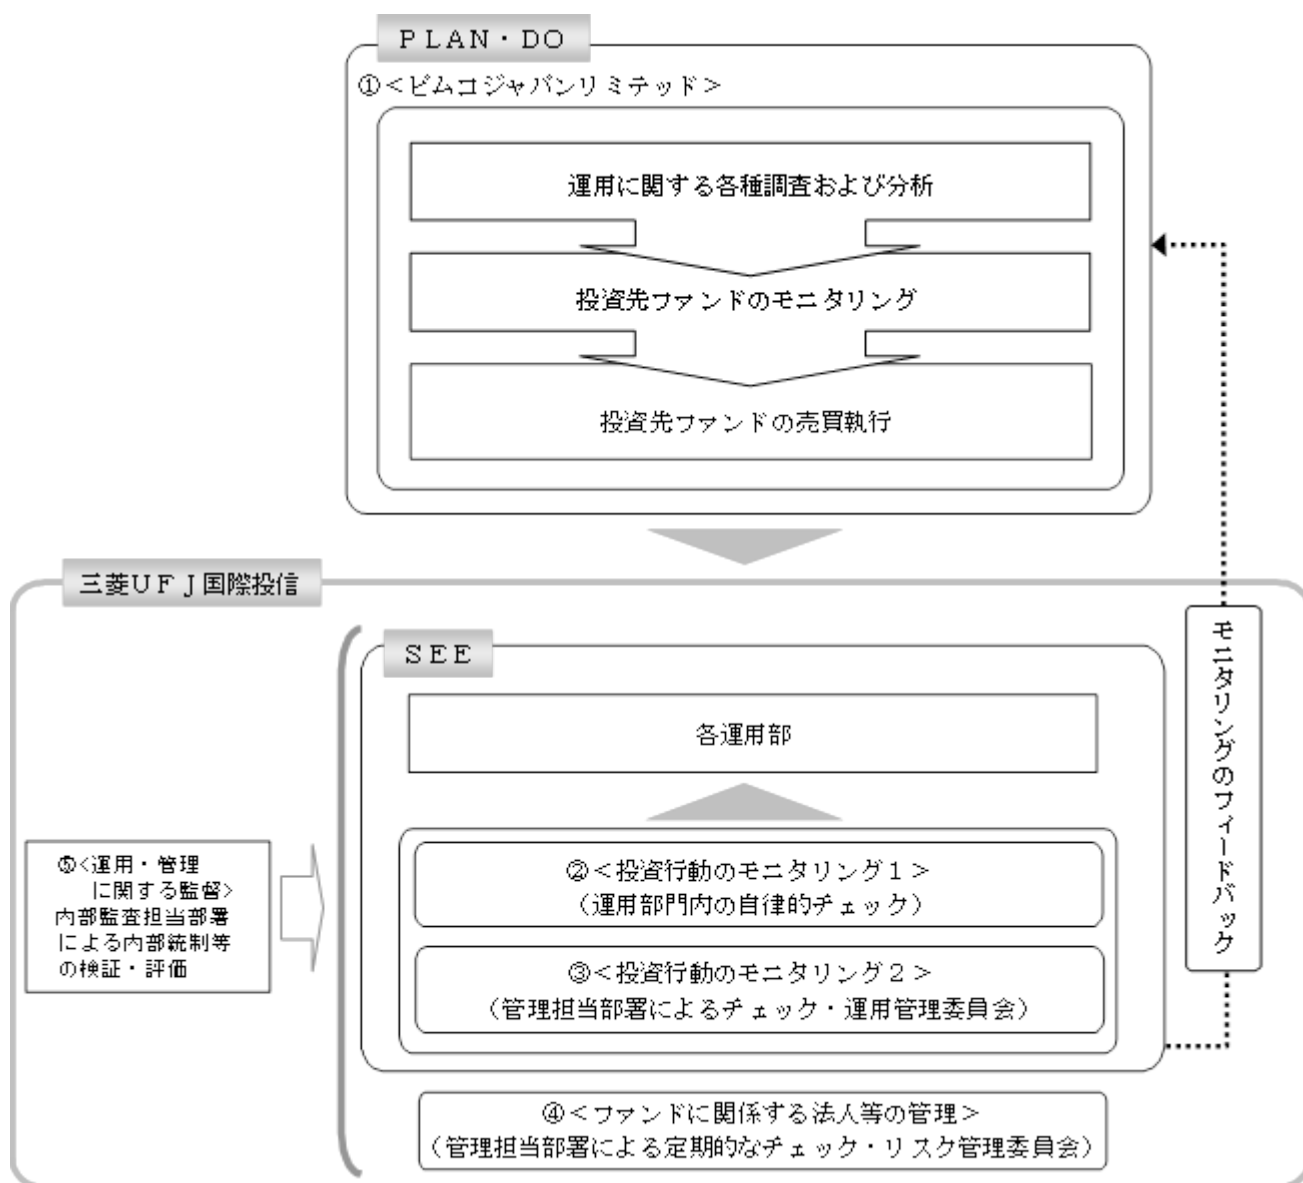 ＰＬＡＮ・ＤＯ
①＜ピムコジャパンリミテッド＞
運用に関する各種調査および分析
投資先ファンドのモニタリング
投資先ファンドの売買執行
三菱ＵＦＪ国際投信
ＳＥＥ
各運用部
②＜投資行動のモニタリング１＞
（運用部門内の自律的チェック）
③＜投資行動のモニタリング２＞
（管理担当部署によるチェック・運用管理委員会）
④＜ファンドに関係する法人等の管理＞
（管理担当部署による定期的なチェック・リスク管理委員会）
⑤<運用・管理
に関する監督>
内部監査担当部署
による内部統制等
の検証・評価
モニタリングのフィードバック